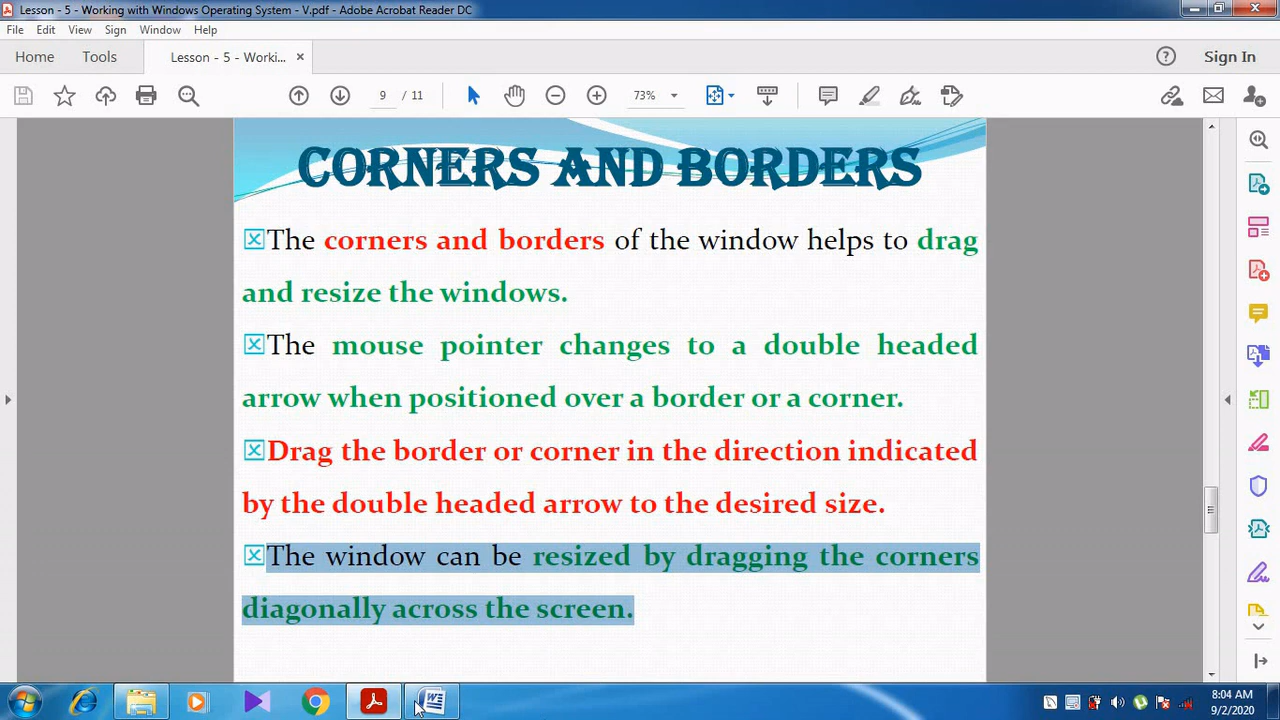 Lesson - 5 - Working with Windows Operating System - V.pdf - Adobe Acrobat Reader DC
File Edit View Sign Window Help
Home Tools Lesson - 5 - Worki... Sign In
9 / 11 73%
CORNERS AND BORDERS
The corners and borders of the window helps to drag
and resize the windows.
The mouse pointer changes to a double headed
arrow when positioned over a border or a corner.
Drag the border or corner in the direction indicated
by the double headed arrow to the desired size.
The window can be resized by dragging the corners
diagonally across the screen.
8:04 AM
9/2/2020